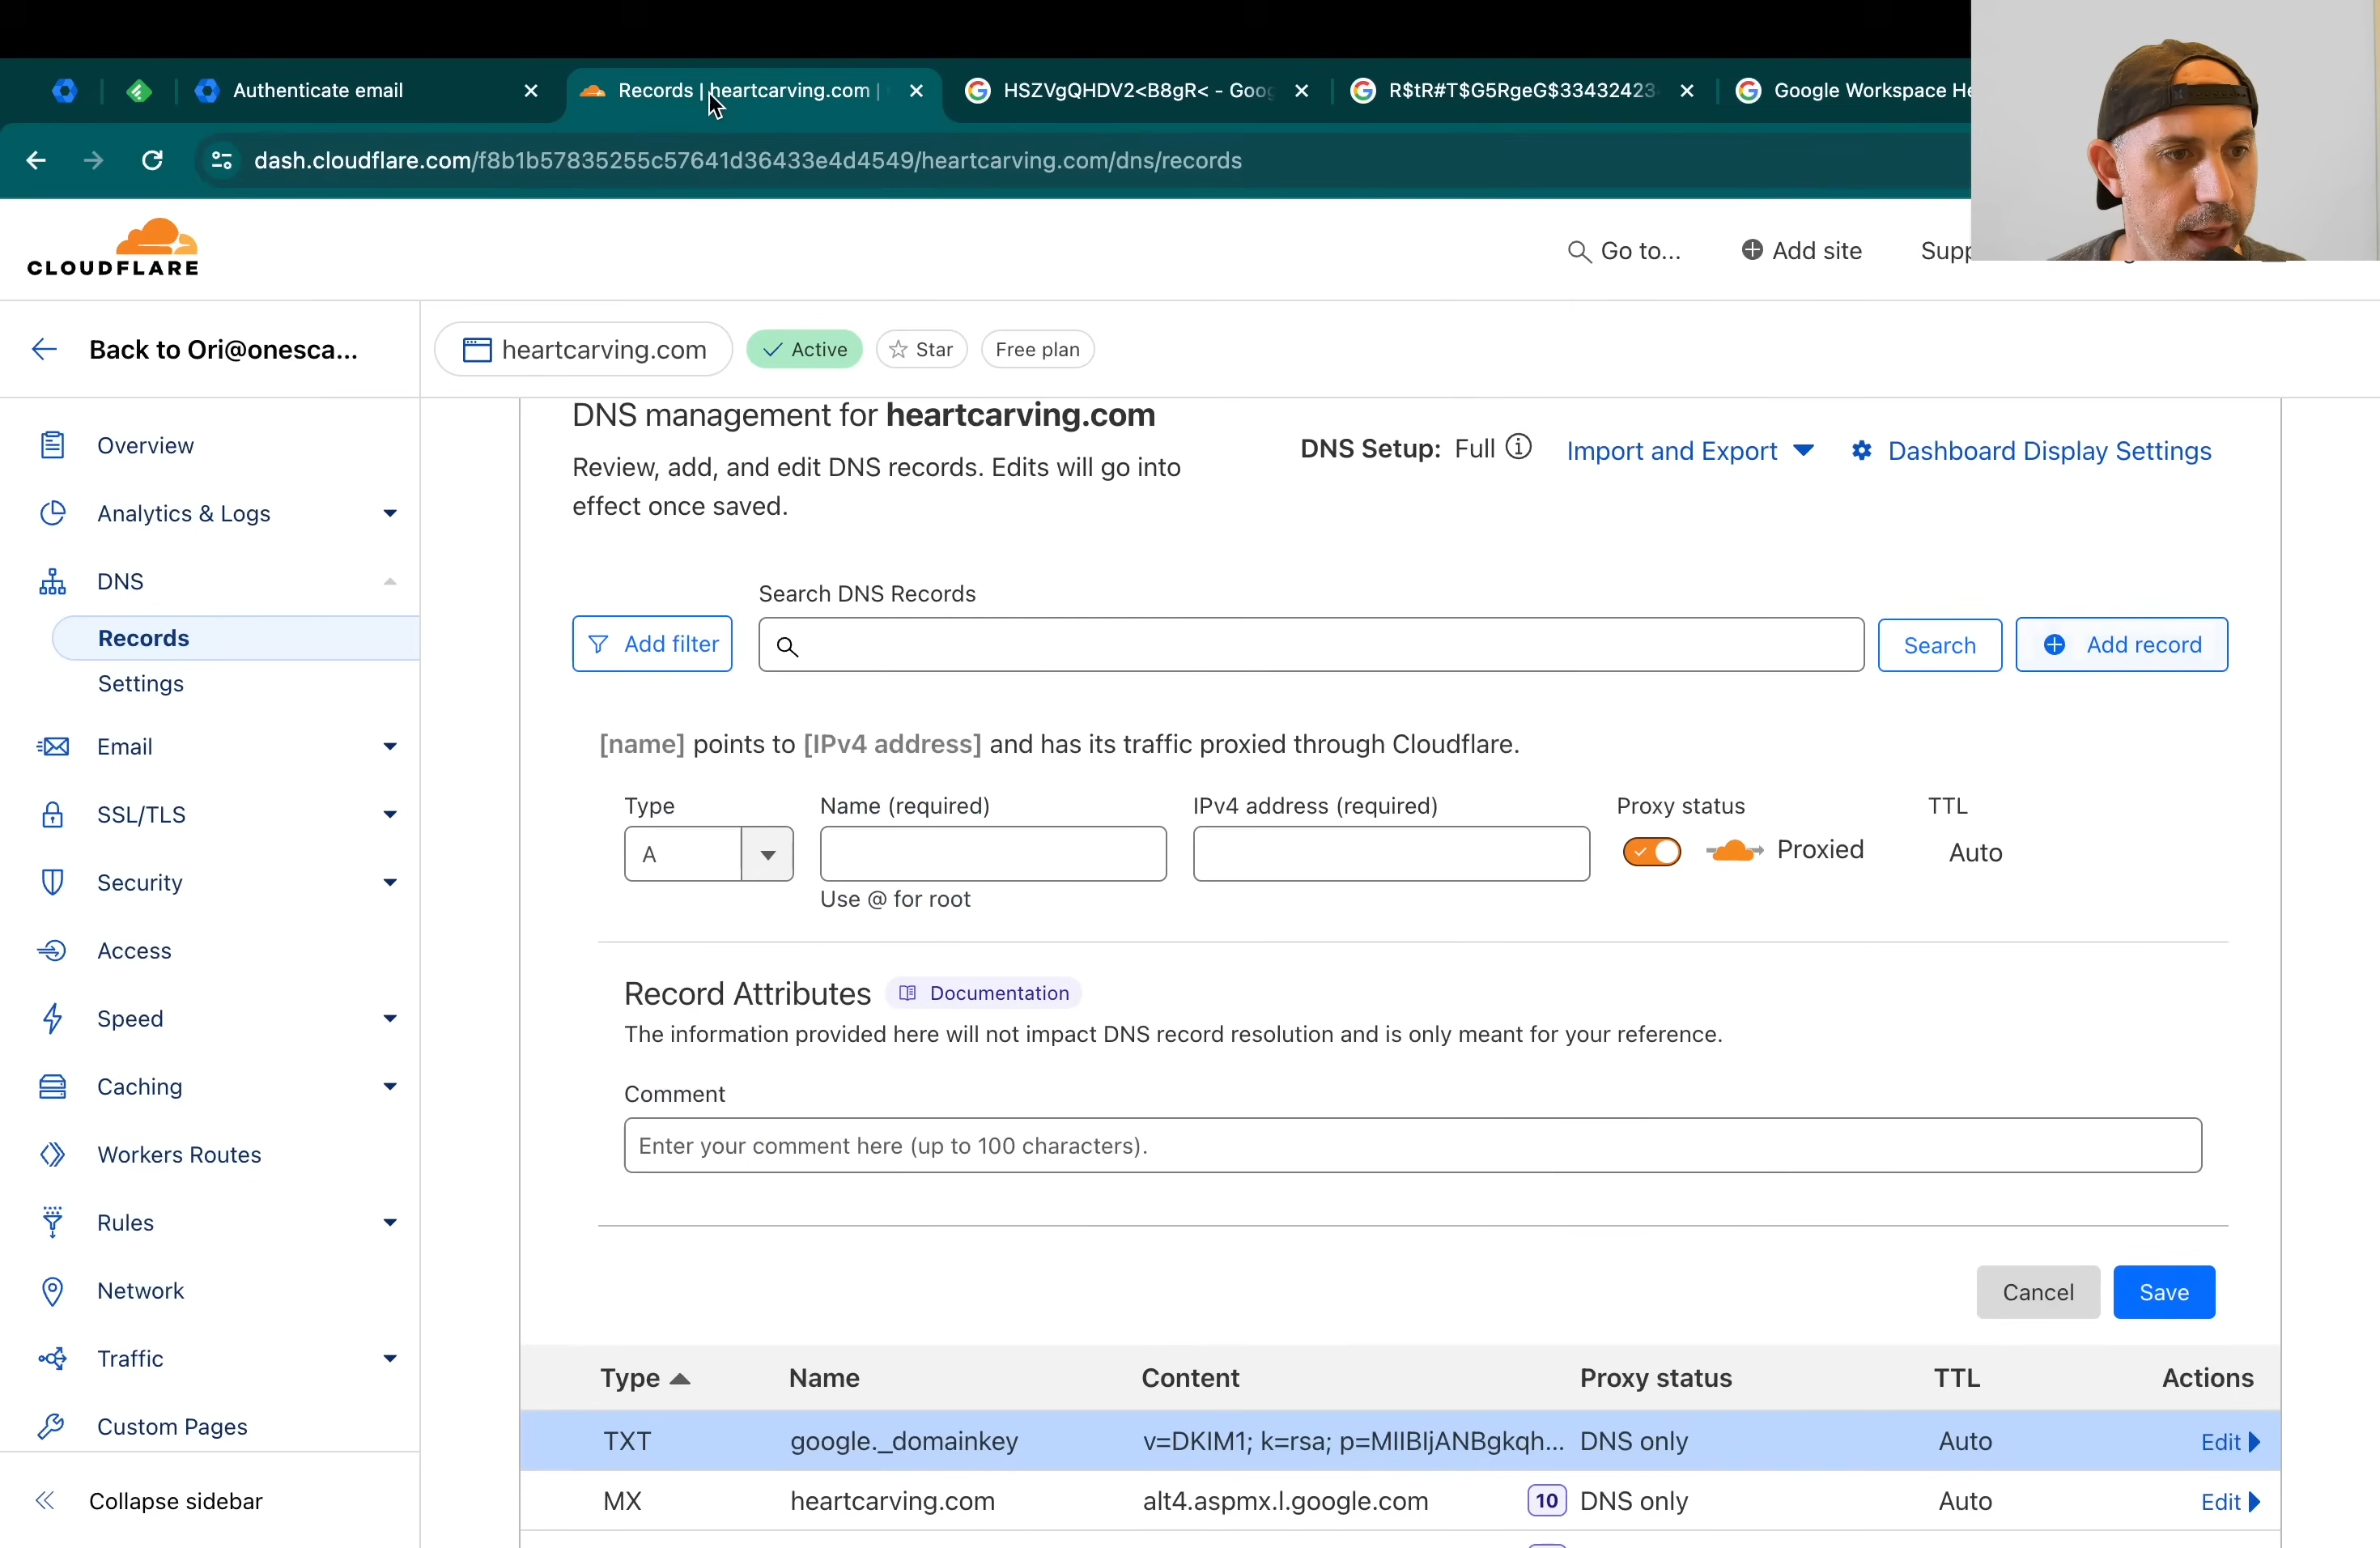 Authenticate email
Records | heartcarving.com |
HSZVgQHDV2<B8gR< - Goog
R$tR#T$G5RgeG$33432423
Google Workspace He
dash.cloudflare.com/f8b1b57835255c57641d36433e4d4549/heartcarving.com/dns/records
CLOUDFLARE
Go to...
Add site
Supp
Back to Ori@onesca...
heartcarving.com
Active
Star
Free plan
Overview
Analytics & Logs
DNS
Records
Settings
Email
SSL/TLS
Security
Access
Speed
Caching
Workers Routes
Rules
Network
Traffic
Custom Pages
Collapse sidebar
DNS management for heartcarving.com
Review, add, and edit DNS records. Edits will go into
effect once saved.
DNS Setup: Full
Import and Export
Dashboard Display Settings
Search DNS Records
Add filter
Search
Add record
[name] points to [IPv4 address] and has its traffic proxied through Cloudflare.
Type
Name (required)
IPv4 address (required)
Proxy status
TTL
A
Proxied
Auto
Use @ for root
Record Attributes
Documentation
The information provided here will not impact DNS record resolution and is only meant for your reference.
Comment
Enter your comment here (up to 100 characters).
Cancel
Save
Type Name Content Proxy status TTL Actions
TXT google._domainkey v=DKIM1; k=rsa; p=MIIBIjANBgkqh... DNS only Auto Edit
MX heartcarving.com alt4.aspmx.l.google.com 10 DNS only Auto Edit